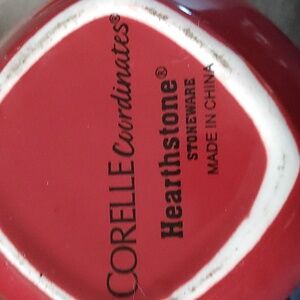 CORELLE Coordinates®
Hearthstone®
STONEWARE
MADE IN CHINA